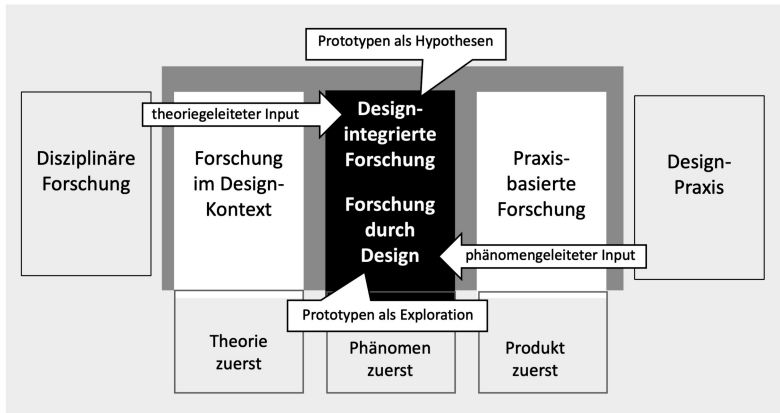 Prototypen als Hypothesen
Disziplinäre
Forschung
theoriegeleiteter Input
Forschung
im Design-
Kontext
Design-
integrierte
Forschung
Forschung
durch
Design
Praxis-
basierte
Forschung
Design-
Praxis
phänomengeleiteter Input
Prototypen als Exploration
Theorie
zuerst
Phänomen
zuerst
Produkt
zuerst